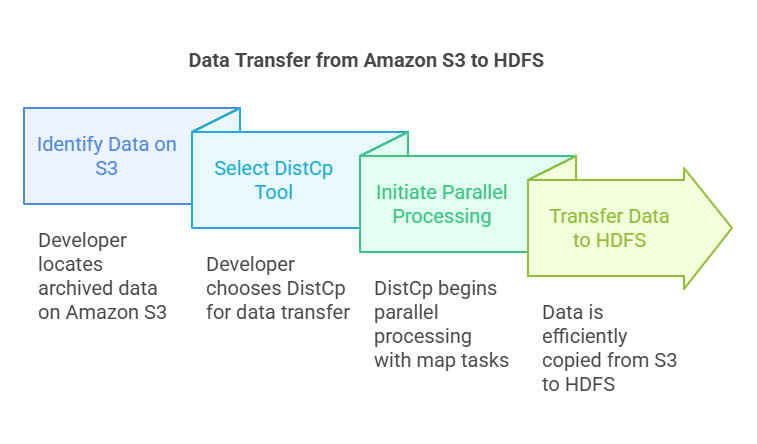 Data Transfer from Amazon S3 to HDFS
Identify Data on
S3
Developer
locates
archived data
on Amazon S3
Select DistCp
Tool
Developer
chooses DistCp
for data transfer
Initiate Parallel
Processing
DistCp begins
parallel
processing
with map tasks
Transfer Data
to HDFS
Data is
efficiently
copied from S3
to HDFS